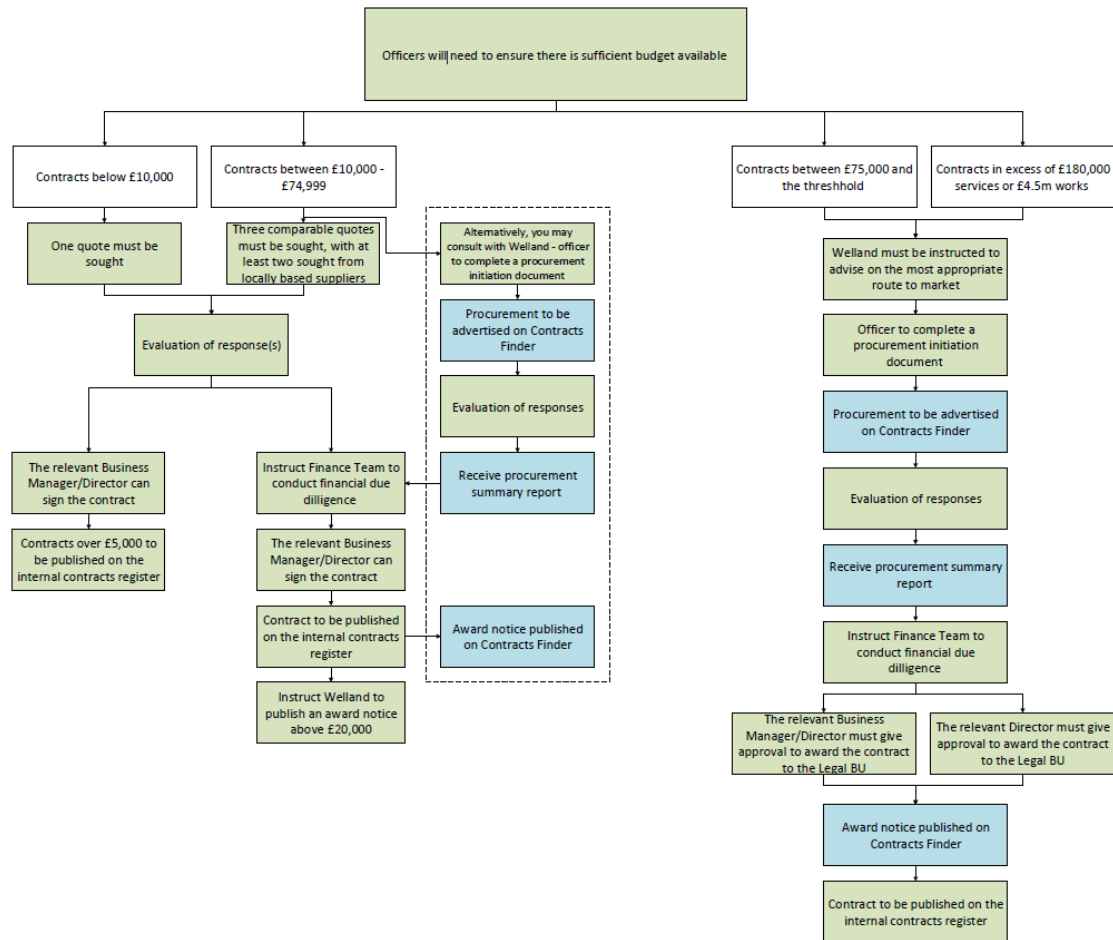 Officers will need to ensure there is sufficient budget available
Contracts below £10,000
Contracts between £10,000 -
£74,999
Contracts between £75,000 and
the threshhold
Contracts in excess of £180,000
services or £4.5m works
One quote must be
sought
Three comparable quotes
must be sought, with at
least two sought from
locally based suppliers
Alternatively, you may
consult with Welland - officer
to complete a procurement
initiation document
Welland must be instructed to
advise on the most appropriate
route to market
Evaluation of response(s)
Procurement to be
advertised on Contracts
Finder
Officer to complete a
procurement initiation
document
Evaluation of responses
Procurement to be advertised
on Contracts Finder
The relevant Business
Manager/Director can
sign the contract
Instruct Finance Team to
conduct financial due
dilligence
Receive procurement
summary report
Evaluation of responses
Contracts over £5,000 to
be published on the
internal contracts register
The relevant Business
Manager/Director can
sign the contract
Receive procurement summary
report
Contract to be published
on the internal contracts
register
Award notice published
on Contracts Finder
Instruct Finance Team to
conduct financial due
dilligence
Instruct Welland to
publish an award notice
above £20,000
The relevant Business
Manager/Director must give
approval to award the contract
to the Legal BU
The relevant Director must give
approval to award the contract
to the Legal BU
Award notice published on
Contracts Finder
Contract to be published on the
internal contracts register